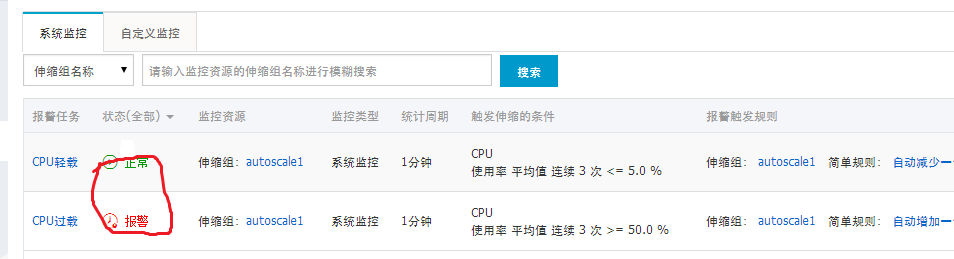 系统监控 自定义监控
伸缩组名称 请输入监控资源的伸缩组名称进行模糊搜索 搜索
报警任务 状态(全部) 监控资源 监控类型 统计周期 触发伸缩的条件 报警触发规则
CPU轻载 正常 伸缩组: autoscale1 系统监控 1分钟 CPU 伸缩组: autoscale1 简单规则: 自动减少一
使用率 平均值 连续 3 次 <= 5.0 %
CPU过载 报警 伸缩组: autoscale1 系统监控 1分钟 CPU 伸缩组: autoscale1 简单规则: 自动增加一
使用率 平均值 连续 3 次 >= 50.0 %